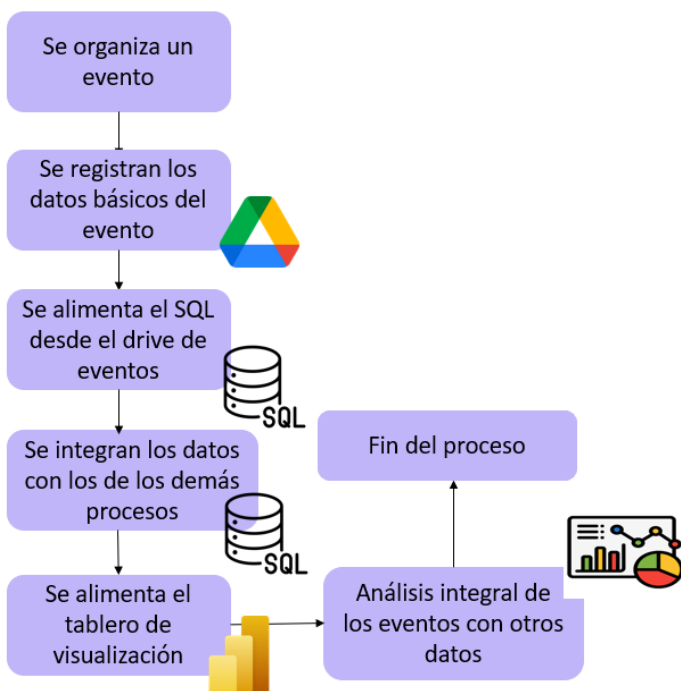 Se organiza un
evento
Se registran los
datos básicos del
evento
Se alimenta el SQL
desde el drive de
eventos
SQL
Se integran los datos
con los de los demás
procesos
SQL
Se alimenta el
tablero de
visualización
Análisis integral de
los eventos con otros
datos
Fin del proceso